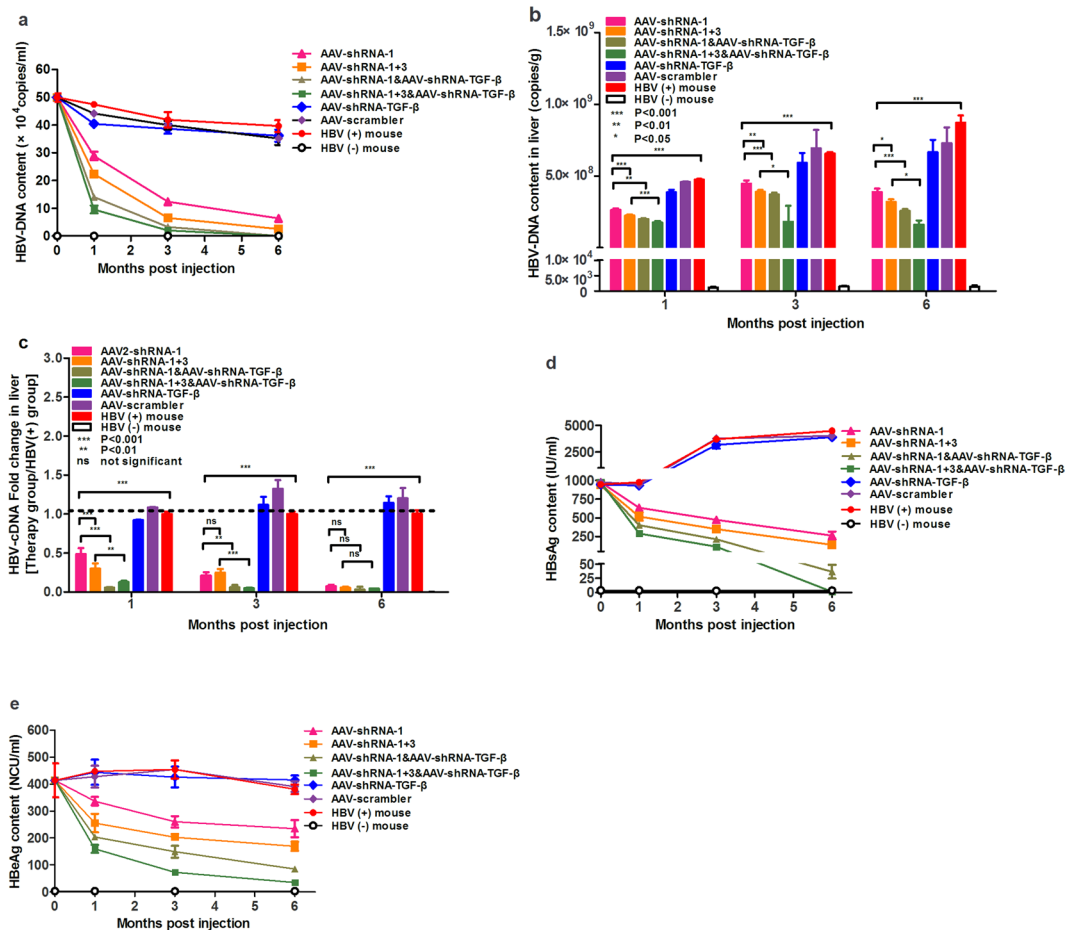 a
HBV-DNA content (× 10⁴copies/ml)
60
50
40
30
20
10
0
0 1 2 3 4 5 6
Months post injection
AAV-shRNA-1
AAV-shRNA-1+3
AAV-shRNA-1&AAV-shRNA-TGF-β
AAV-shRNA-1+3&AAV-shRNA-TGF-β
AAV-shRNA-TGF-β
AAV-scrambler
HBV (+) mouse
HBV (-) mouse
b
HBV-DNA content in liver (copies/g)
1.5× 10⁹
1.0× 10⁹
5.0× 10⁸
1.0× 10⁴
5.0× 10³
0
AAV-shRNA-1
AAV-shRNA-1+3
AAV-shRNA-1&AAV-shRNA-TGF-β
AAV-shRNA-1+3&AAV-shRNA-TGF-β
AAV-shRNA-TGF-β
AAV-scrambler
HBV (+) mouse
HBV (-) mouse
*** P<0.001
** P<0.01
* P<0.05
***
***
**
***
***
**
***
*
***
*
***
*
1 3 6
Months post injection
c
HBV-cDNA Fold change in liver
[Therapy group/HBV(+) group]
3.0
2.5
2.0
1.5
1.0
0.5
0.0
AAV2-shRNA-1
AAV-shRNA-1+3
AAV-shRNA-1&AAV-shRNA-TGF-β
AAV-shRNA-1+3&AAV-shRNA-TGF-β
AAV-shRNA-TGF-β
AAV-scrambler
HBV (+) mouse
HBV (-) mouse
*** P<0.001
** P<0.01
ns not significant
***
***
***
**
***
ns
**
***
***
ns
ns
ns
1 3 6
Months post injection
d
HBsAg content (IU/ml)
5000
2500
1000
750
500
250
50
25
0
0 1 2 3 4 5 6
Months post injection
AAV-shRNA-1
AAV-shRNA-1+3
AAV-shRNA-1&AAV-shRNA-TGF-β
AAV-shRNA-1+3&AAV-shRNA-TGF-β
AAV-shRNA-TGF-β
AAV-scrambler
HBV (+) mouse
HBV (-) mouse
e
HBeAg content (NCU/ml)
600
500
400
300
200
100
0
0 1 2 3 4 5 6
Months post injection
AAV-shRNA-1
AAV-shRNA-1+3
AAV-shRNA-1&AAV-shRNA-TGF-β
AAV-shRNA-1+3&AAV-shRNA-TGF-β
AAV-shRNA-TGF-β
AAV-scrambler
HBV (+) mouse
HBV (-) mouse